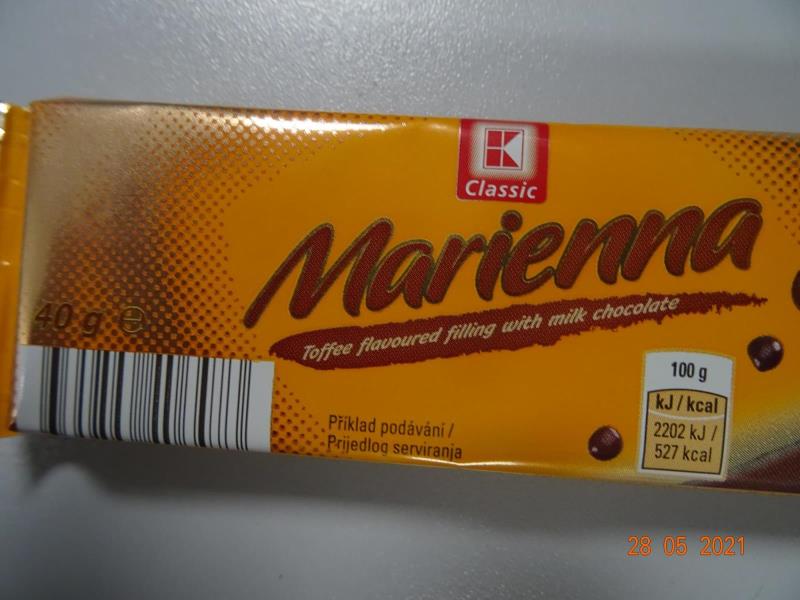 K
Classic
Marienna
Toffee flavoured filling with milk chocolate
40 g ℮
100 g
kJ / kcal
2202 kJ /
527 kcal
Příklad podávání /
Prijedlog serviranja
28 05 2021